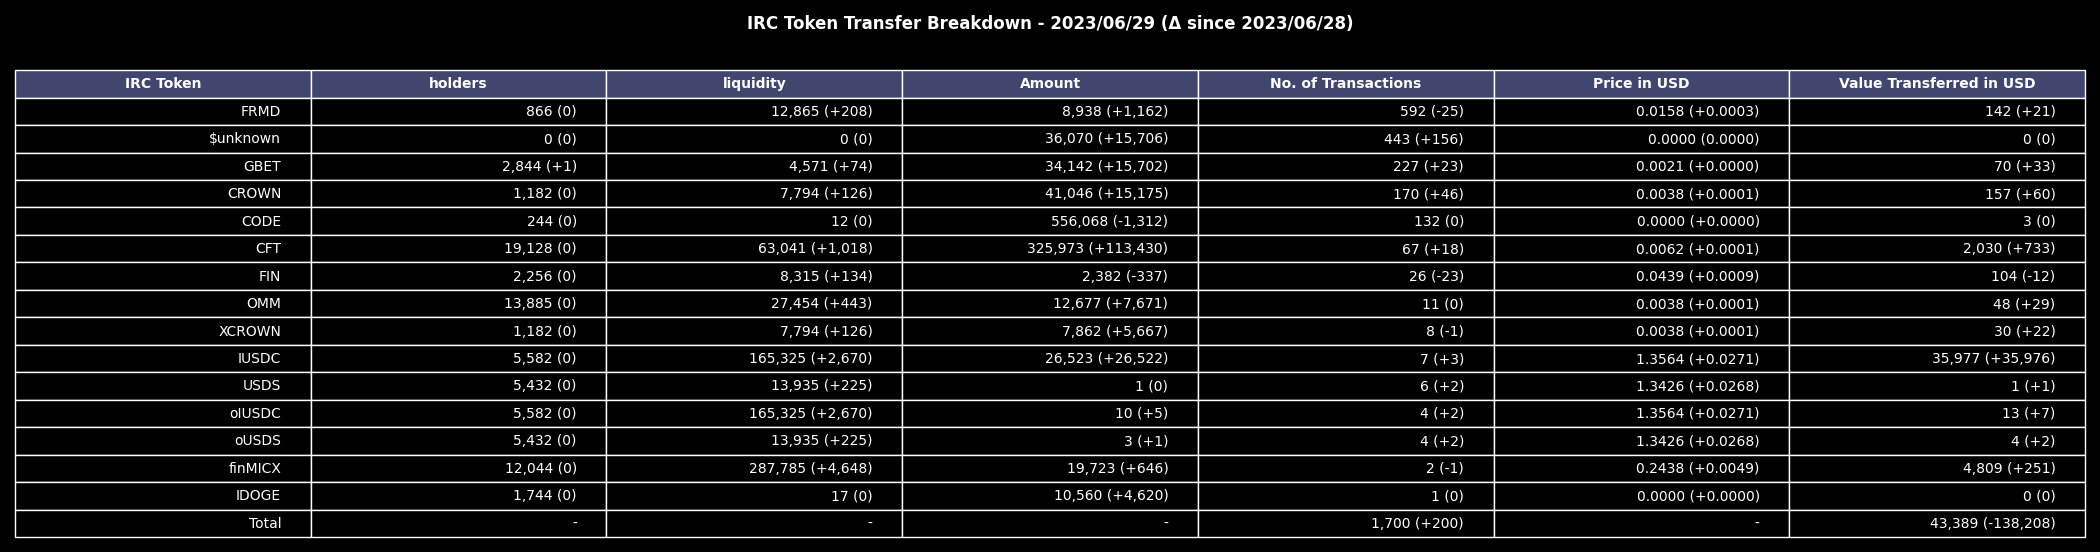 IRC Token Transfer Breakdown - 2023/06/29 (Δ since 2023/06/28)
IRC Token holders liquidity Amount No. of Transactions Price in USD Value Transferred in USD
FRMD 866 (0) 12,865 (+208) 8,938 (+1,162) 592 (-25) 0.0158 (+0.0003) 142 (+21)
$unknown 0 (0) 0 (0) 36,070 (+15,706) 443 (+156) 0.0000 (0.0000) 0 (0)
GBET 2,844 (+1) 4,571 (+74) 34,142 (+15,702) 227 (+23) 0.0021 (+0.0000) 70 (+33)
CROWN 1,182 (0) 7,794 (+126) 41,046 (+15,175) 170 (+46) 0.0038 (+0.0001) 157 (+60)
CODE 244 (0) 12 (0) 556,068 (-1,312) 132 (0) 0.0000 (+0.0000) 3 (0)
CFT 19,128 (0) 63,041 (+1,018) 325,973 (+113,430) 67 (+18) 0.0062 (+0.0001) 2,030 (+733)
FIN 2,256 (0) 8,315 (+134) 2,382 (-337) 26 (-23) 0.0439 (+0.0009) 104 (-12)
OMM 13,885 (0) 27,454 (+443) 12,677 (+7,671) 11 (0) 0.0038 (+0.0001) 48 (+29)
XCROWN 1,182 (0) 7,794 (+126) 7,862 (+5,667) 8 (-1) 0.0038 (+0.0001) 30 (+22)
IUSDC 5,582 (0) 165,325 (+2,670) 26,523 (+26,522) 7 (+3) 1.3564 (+0.0271) 35,977 (+35,976)
USDS 5,432 (0) 13,935 (+225) 1 (0) 6 (+2) 1.3426 (+0.0268) 1 (+1)
oIUSDC 5,582 (0) 165,325 (+2,670) 10 (+5) 4 (+2) 1.3564 (+0.0271) 13 (+7)
oUSDS 5,432 (0) 13,935 (+225) 3 (+1) 4 (+2) 1.3426 (+0.0268) 4 (+2)
finMICX 12,044 (0) 287,785 (+4,648) 19,723 (+646) 2 (-1) 0.2438 (+0.0049) 4,809 (+251)
IDOGE 1,744 (0) 17 (0) 10,560 (+4,620) 1 (0) 0.0000 (+0.0000) 0 (0)
Total - - - 1,700 (+200) - 43,389 (-138,208)